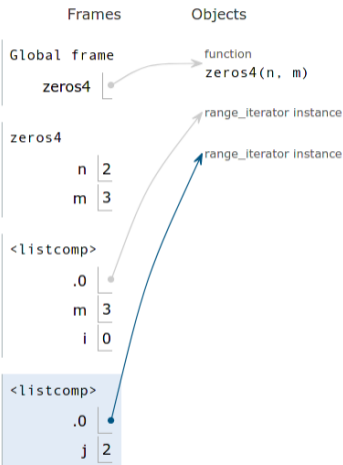 Frames Objects
Global frame
zeros4
function
zeros4(n, m)
range_iterator instance
range_iterator instance
zeros4
n 2
m 3
<listcomp>
.0
m 3
i 0
<listcomp>
.0
j 2